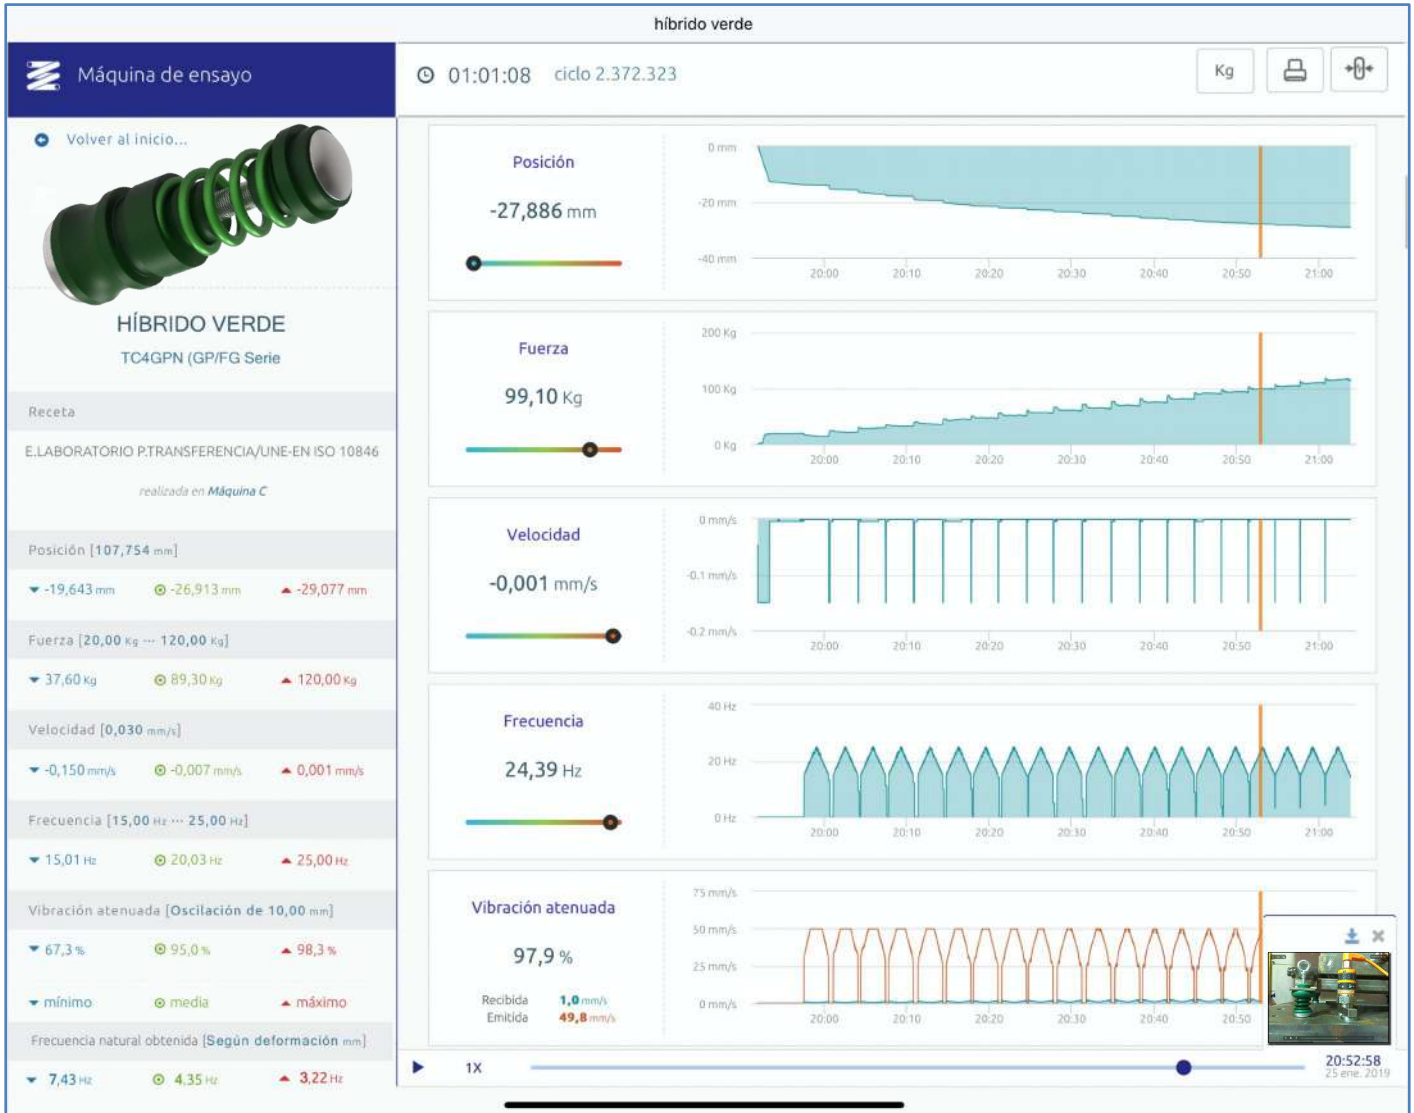 híbrido verde
Máquina de ensayo
01:01:08 ciclo 2.372.323
Kg
Volver al inicio...
HÍBRIDO VERDE
TC4GPN (GP/FG Serie
Receta
E.LABORATORIO P.TRANSFERENCIA/UNE-EN ISO 10846
realizada en Máquina C
Posición [107,754 mm]
-19,643 mm -26,913 mm -29,077 mm
Fuerza [20,00 Kg ··· 120,00 Kg]
37,60 Kg 89,30 Kg 120,00 Kg
Velocidad [0,030 mm/s]
-0,150 mm/s -0,007 mm/s 0,001 mm/s
Frecuencia [15,00 Hz ··· 25,00 Hz]
15,01 Hz 20,03 Hz 25,00 Hz
Vibración atenuada [Oscilación de 10,00 mm]
67,3 % 95,0 % 98,3 %
mínimo media máximo
Frecuencia natural obtenida [Según deformación mm]
7,43 Hz 4,35 Hz 3,22 Hz
Posición
-27,886 mm
0 mm
-20 mm
-40 mm
20:00 20:10 20:20 20:30 20:40 20:50 21:00
Fuerza
99,10 Kg
200 Kg
100 Kg
0 Kg
20:00 20:10 20:20 20:30 20:40 20:50 21:00
Velocidad
-0,001 mm/s
0 mm/s
-0.1 mm/s
-0.2 mm/s
20:00 20:10 20:20 20:30 20:40 20:50 21:00
Frecuencia
24,39 Hz
40 Hz
20 Hz
0 Hz
20:00 20:10 20:20 20:30 20:40 20:50 21:00
Vibración atenuada
97,9 %
Recibida 1,0 mm/s
Emitida 49,8 mm/s
75 mm/s
50 mm/s
25 mm/s
0 mm/s
20:00 20:10 20:20 20:30 20:40 20:50
1X
20:52:58
25 ene. 2019